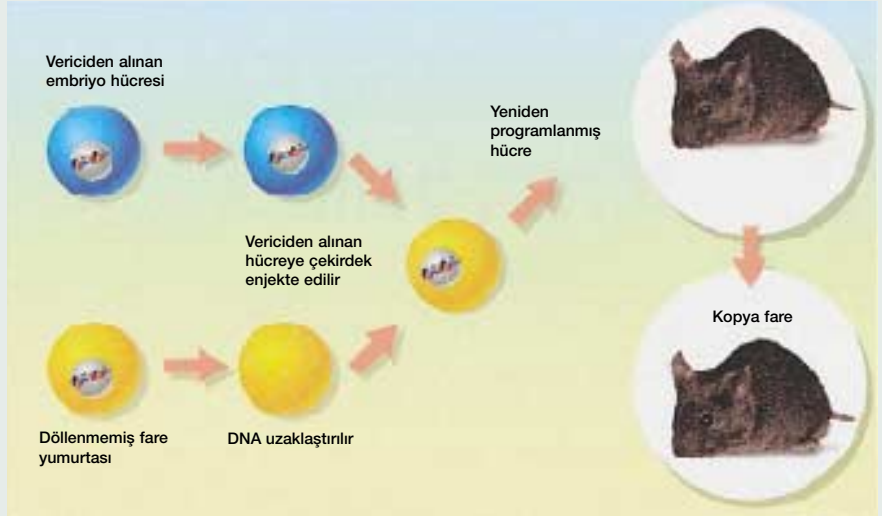 Vericiden alınan
embriyo hücresi
Yeniden
programlanmış
hücre
Vericiden alınan
hücreye çekirdek
enjekte edilir
Kopya fare
Döllenmemiş fare
yumurtası
DNA uzaklaştırılır